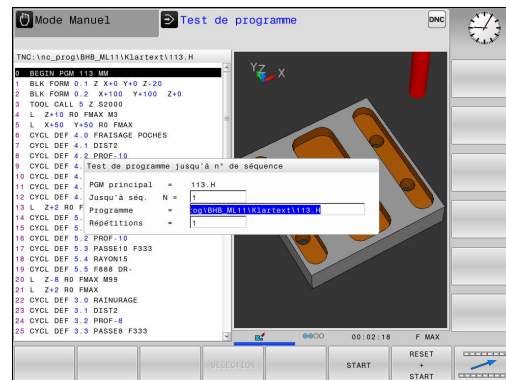 Mode Manuel
Test de programme
DNC
TNC:\nc_prog\BHB_ML11\Klartext\113.H
0 BEGIN PGM 113 MM
1 BLK FORM 0.1 Z X+0 Y+0 Z-20
2 BLK FORM 0.2 X+100 Y+100 Z+0
3 TOOL CALL 5 Z S2000
4 L Z+10 R0 FMAX M3
5 L X+50 Y+50 R0 FMAX
6 CYCL DEF 4.0 FRAISAGE POCHES
7 CYCL DEF 4.1 DIST2
8 CYCL DEF 4.2 PROF-10
9 CYCL DEF 4.
10 CYCL DEF 4.
11 CYCL DEF 4.
12 CYCL DEF 4.
13 L Z+2 R0 F
14 CYCL DEF 5.
15 CYCL DEF 5.
16 CYCL DEF 5.2 PROF-10
17 CYCL DEF 5.3 PASSE10 F333
18 CYCL DEF 5.4 RAYON15
19 CYCL DEF 5.5 F888 DR-
20 L Z-8 R0 FMAX M99
21 L Z+2 R0 FMAX
22 CYCL DEF 3.0 RAINURAGE
23 CYCL DEF 3.1 DIST2
24 CYCL DEF 3.2 PROF-8
25 CYCL DEF 3.3 PASSE8 F333
Test de programme jusqu'à n° de séquence
PGM principal = 113.H
Jusqu'à séq. N = 1
Programme = rog\BHB_ML11\Klartext\113.H
Répétitions = 1
YZ X
00:02:18 F MAX
SELECTION
START
RESET
+
START